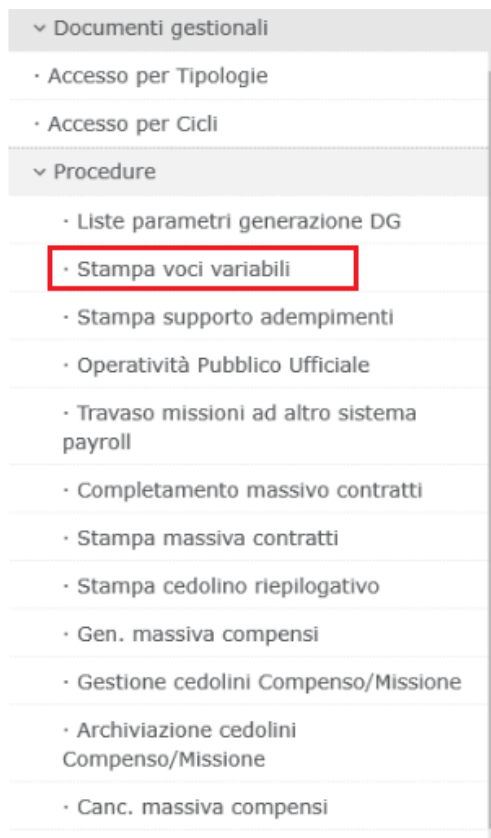 Documenti gestionali
· Accesso per Tipologie
· Accesso per Cicli
Procedure
· Liste parametri generazione DG
· Stampa voci variabili
· Stampa supporto adempimenti
· Operatività Pubblico Ufficiale
· Travaso missioni ad altro sistema
payroll
· Completamento massivo contratti
· Stampa massiva contratti
· Stampa cedolino riepilogativo
· Gen. massiva compensi
· Gestione cedolini Compenso/Missione
· Archiviazione cedolini
Compenso/Missione
· Canc. massiva compensi